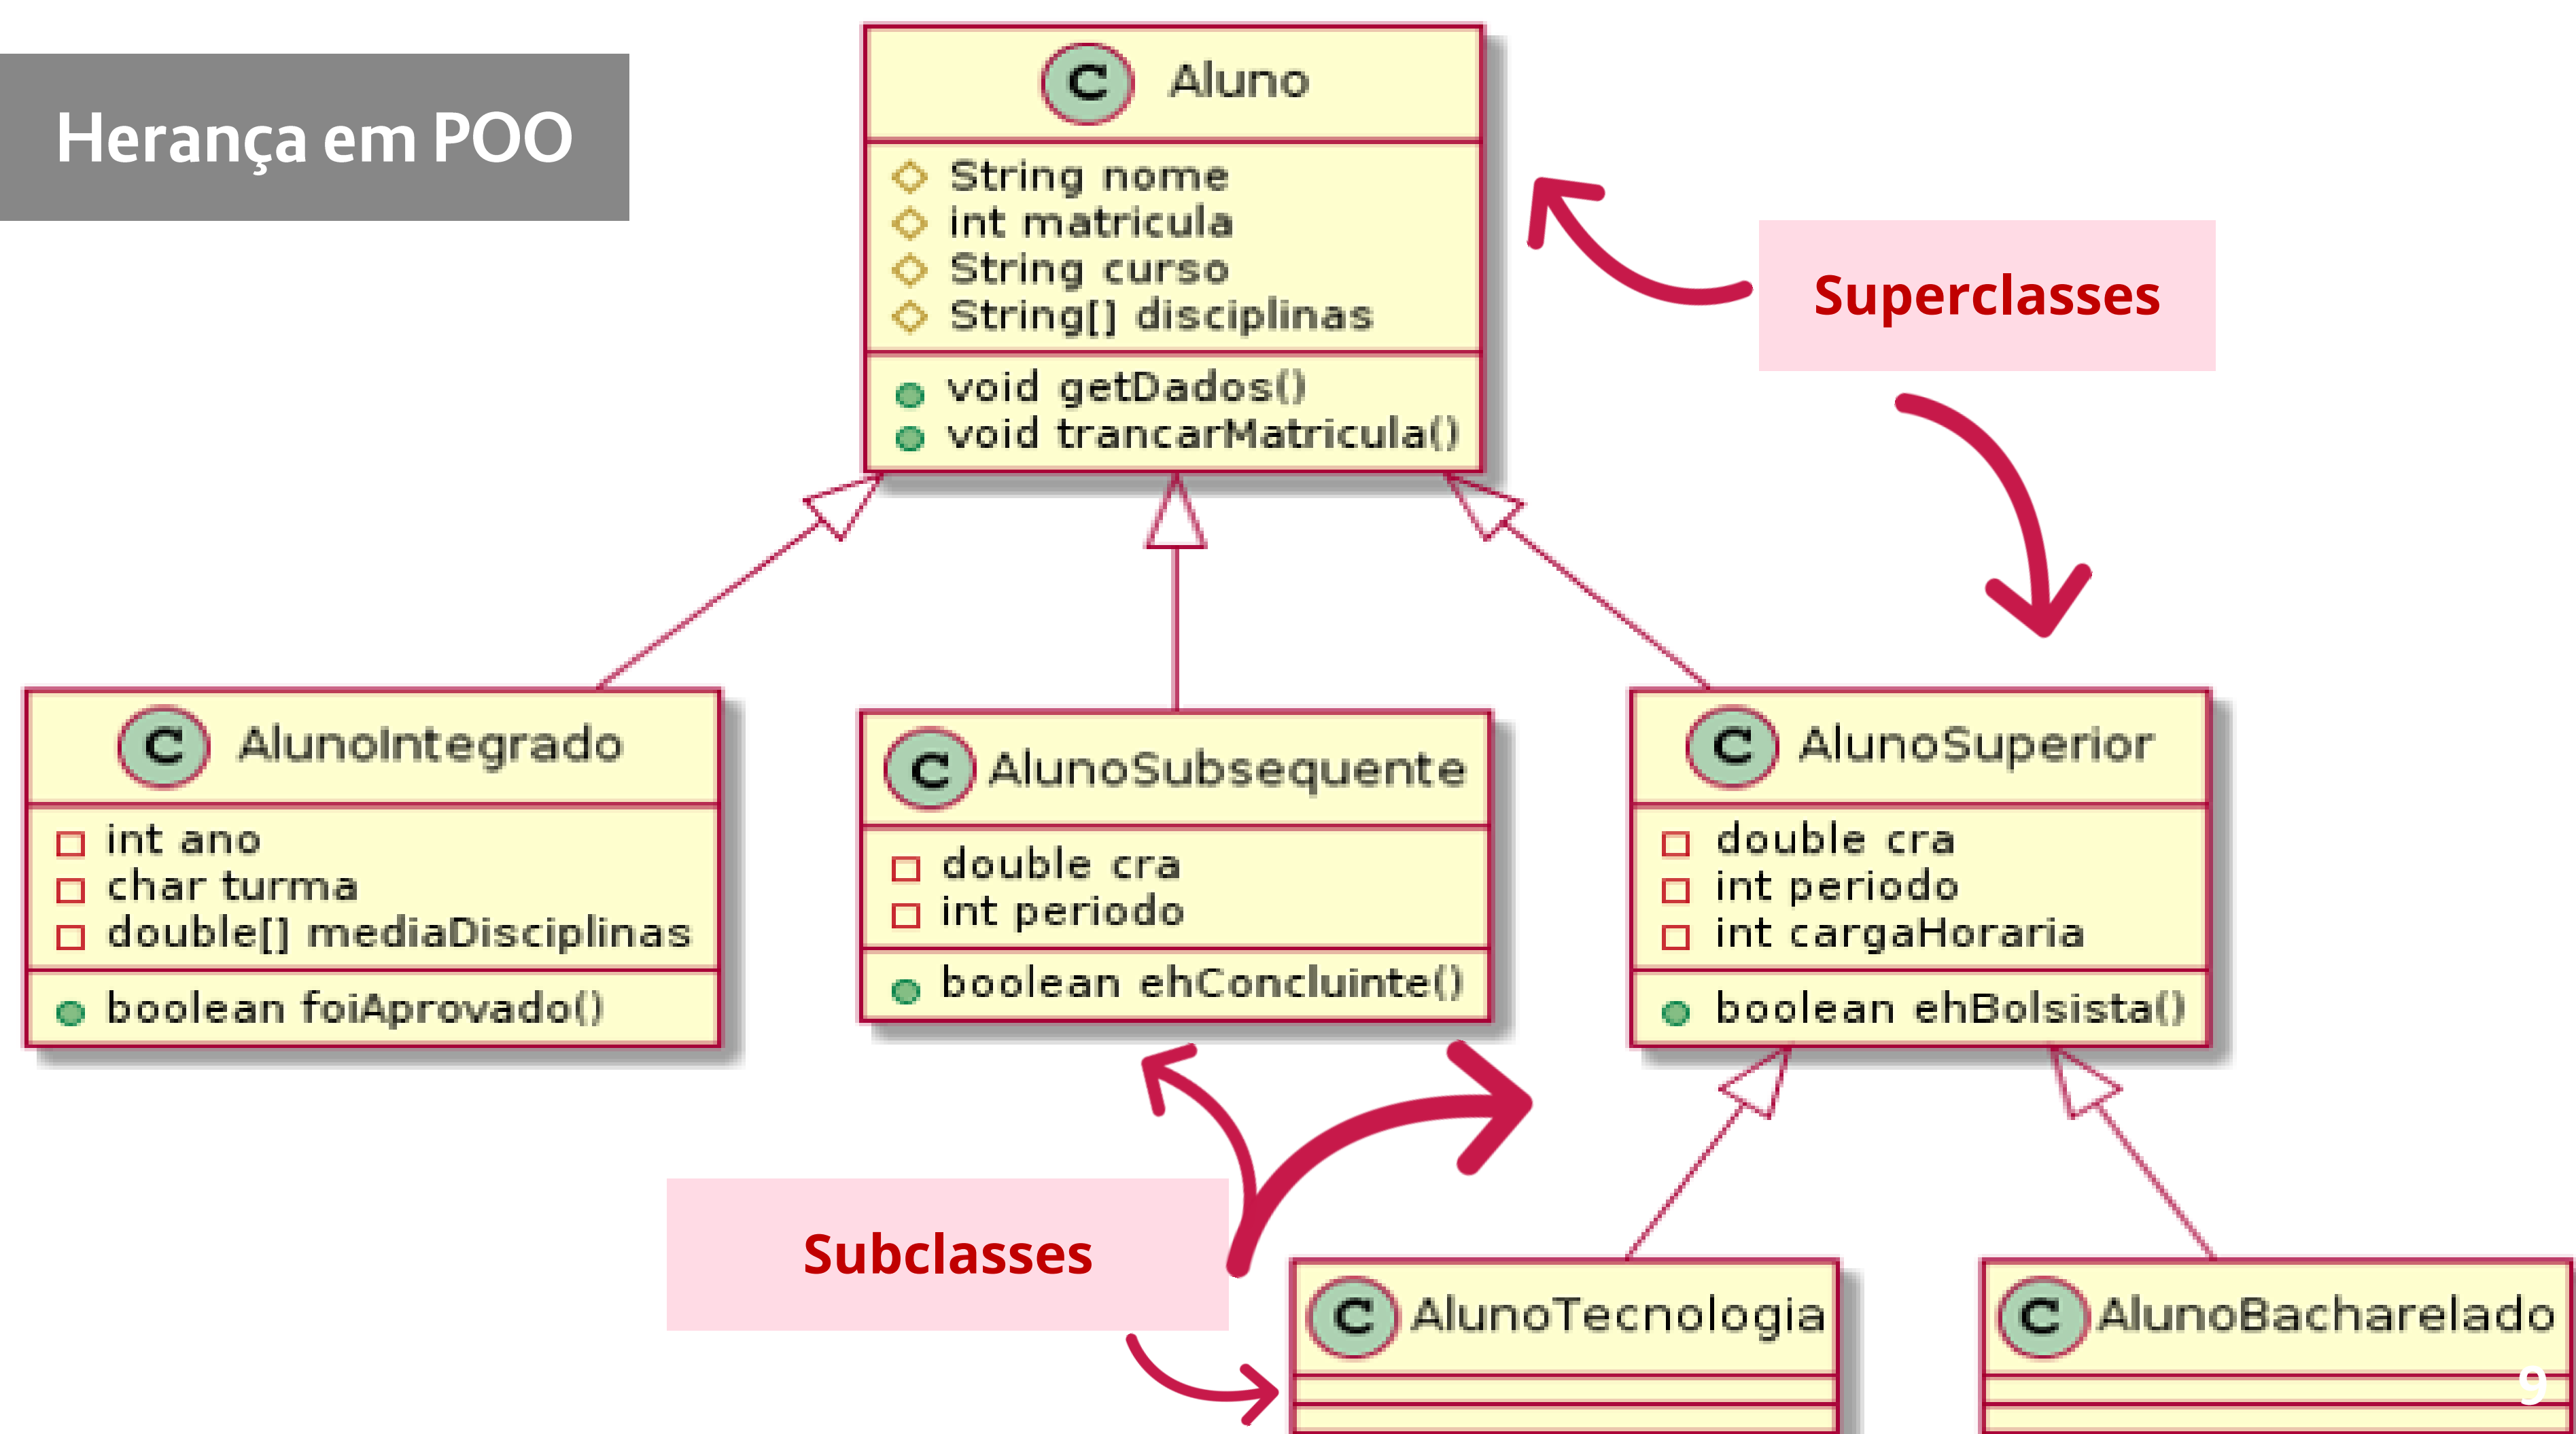 Herança em POO
C Aluno
String nome
int matricula
String curso
String[] disciplinas
void getDados()
void trancarMatricula()
Superclasses
C AlunoIntegrado
int ano
char turma
double[] mediaDisciplinas
boolean foiAprovado()
C AlunoSubsequente
double cra
int periodo
boolean ehConcluinte()
C AlunoSuperior
double cra
int periodo
int cargaHoraria
boolean ehBolsista()
Subclasses
C AlunoTecnologia
C AlunoBacharelado
9